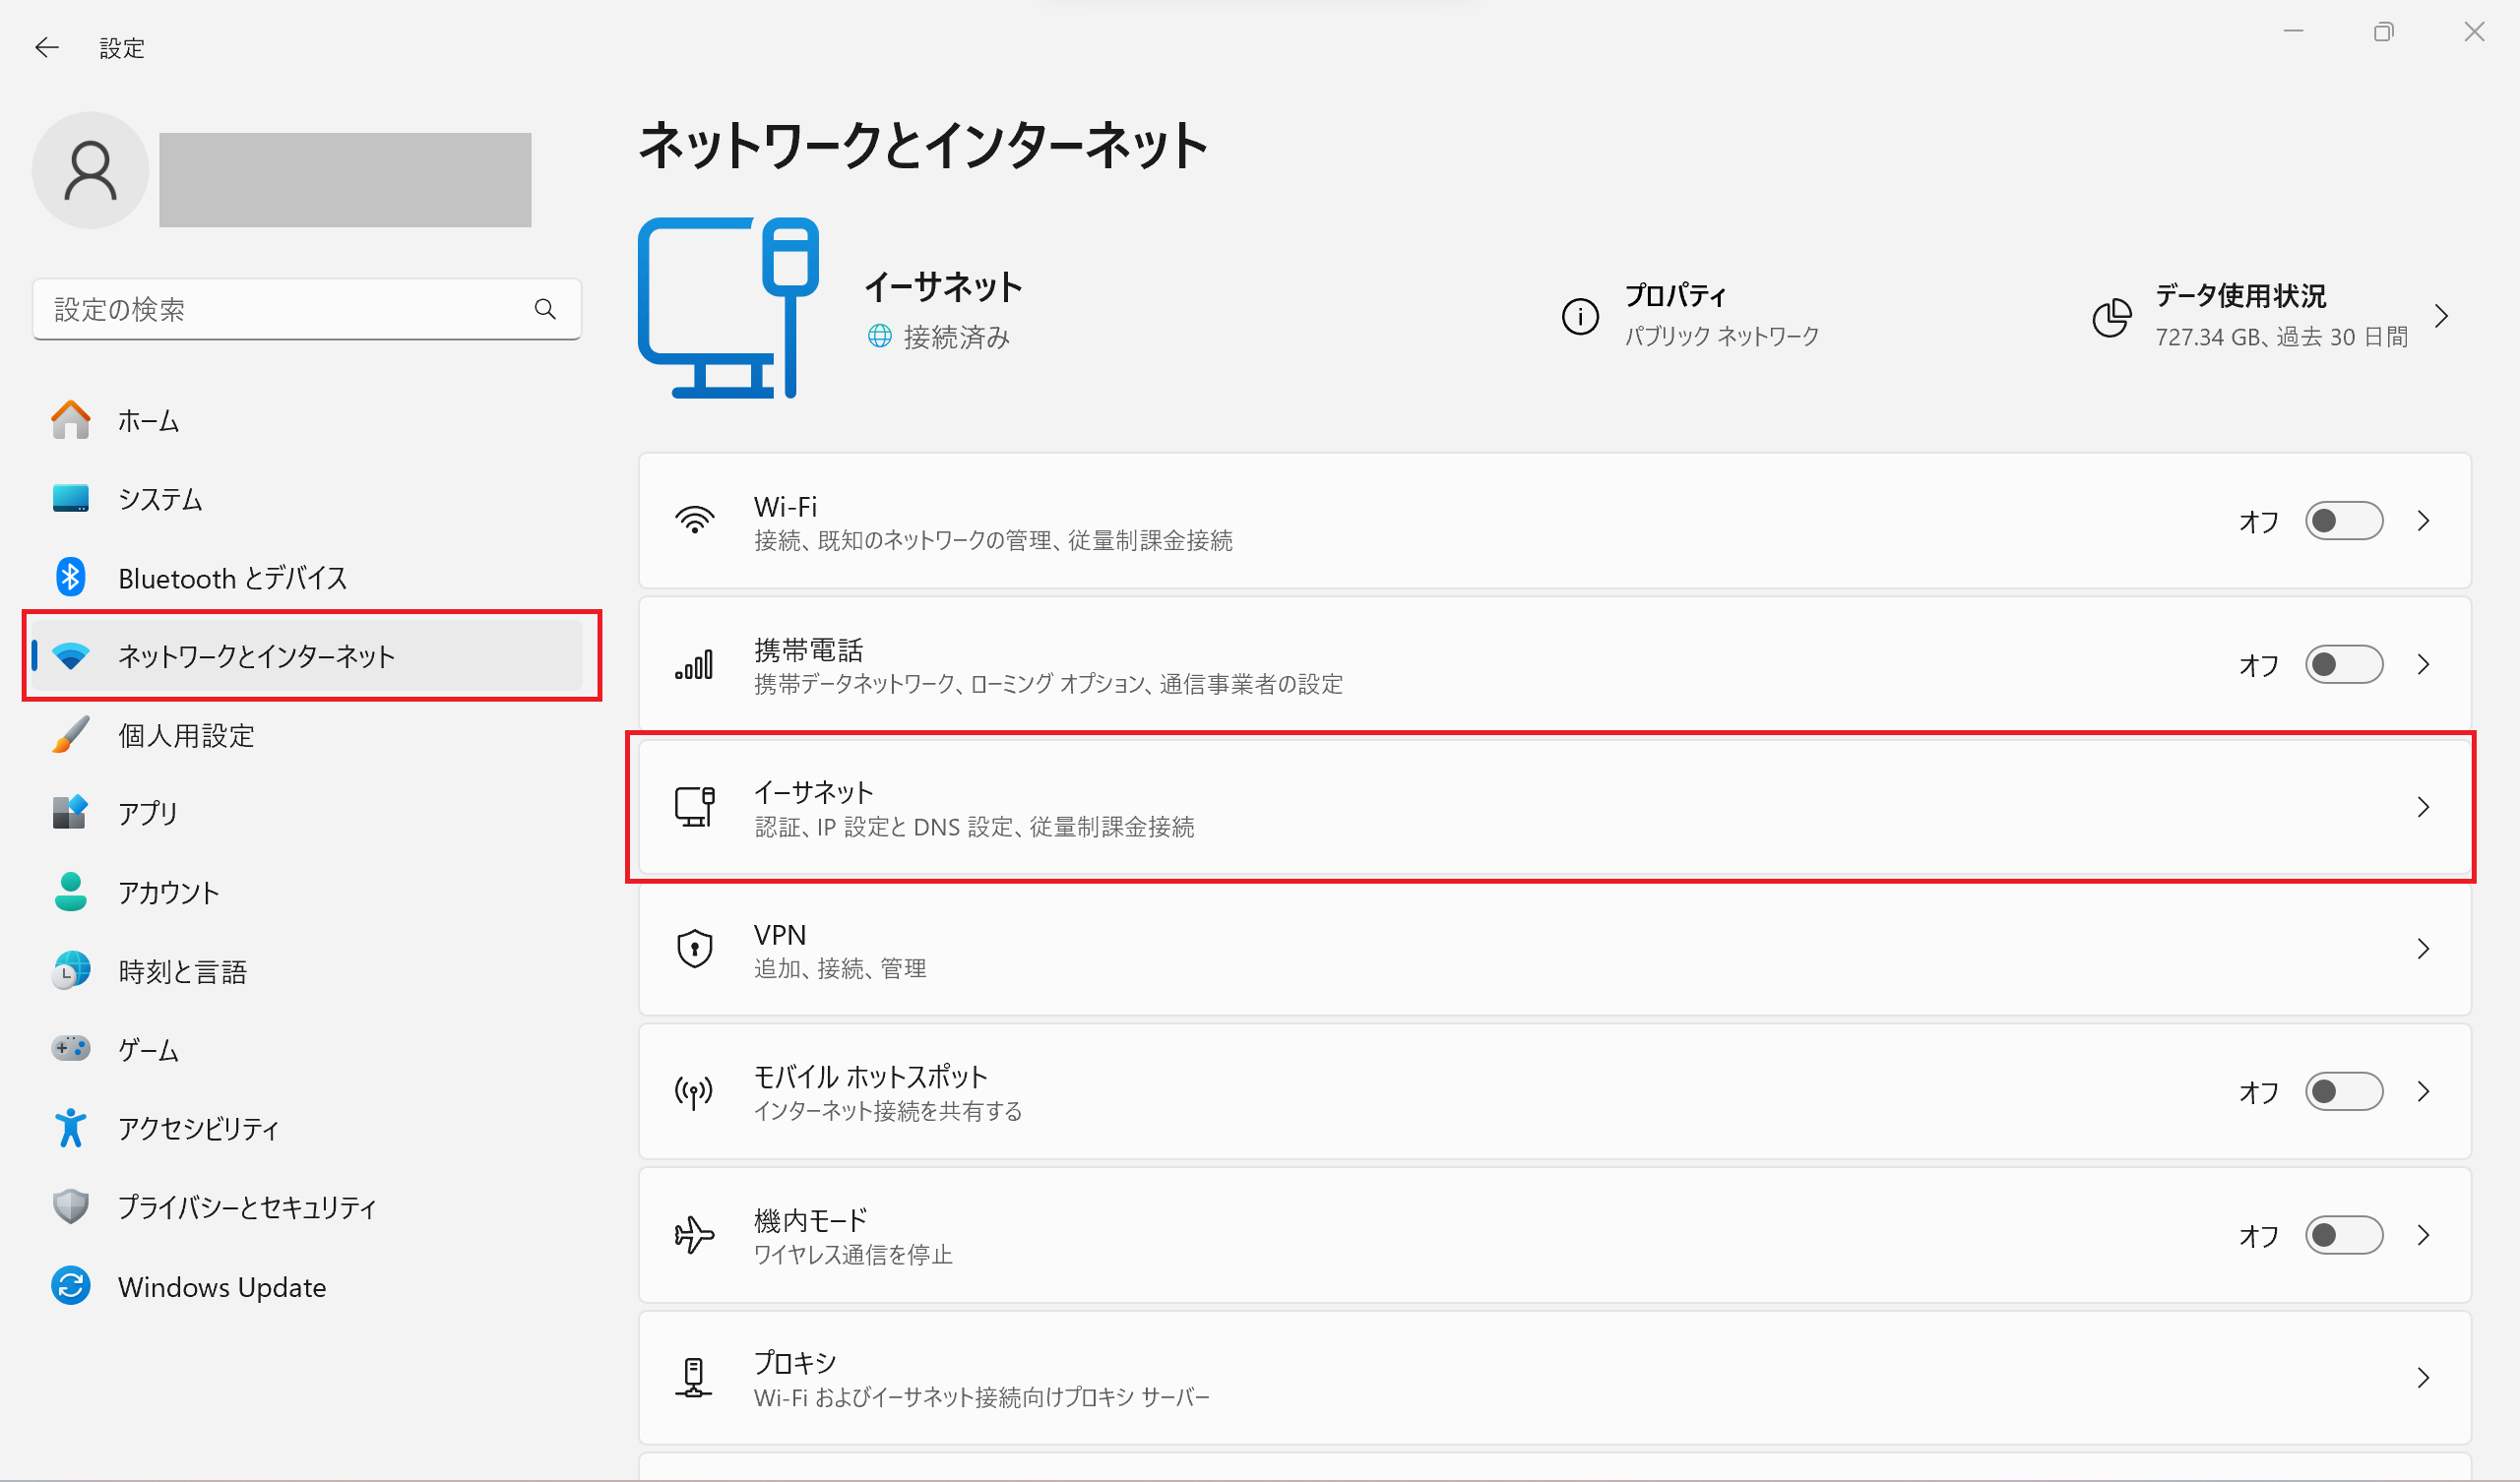 設定
設定の検索
ホーム
システム
Bluetooth とデバイス
ネットワークとインターネット
個人用設定
アプリ
アカウント
時刻と言語
ゲーム
アクセシビリティ
プライバシーとセキュリティ
Windows Update
ネットワークとインターネット
イーサネット
接続済み
プロパティ
パブリック ネットワーク
データ使用状況
727.34 GB、過去 30 日間
Wi-Fi
接続、既知のネットワークの管理、従量制課金接続
オフ
携帯電話
携帯データネットワーク、ローミング オプション、通信事業者の設定
オフ
イーサネット
認証、IP 設定と DNS 設定、従量制課金接続
VPN
追加、接続、管理
モバイル ホットスポット
インターネット接続を共有する
オフ
機内モード
ワイヤレス通信を停止
オフ
プロキシ
Wi-Fi およびイーサネット接続向けプロキシ サーバー